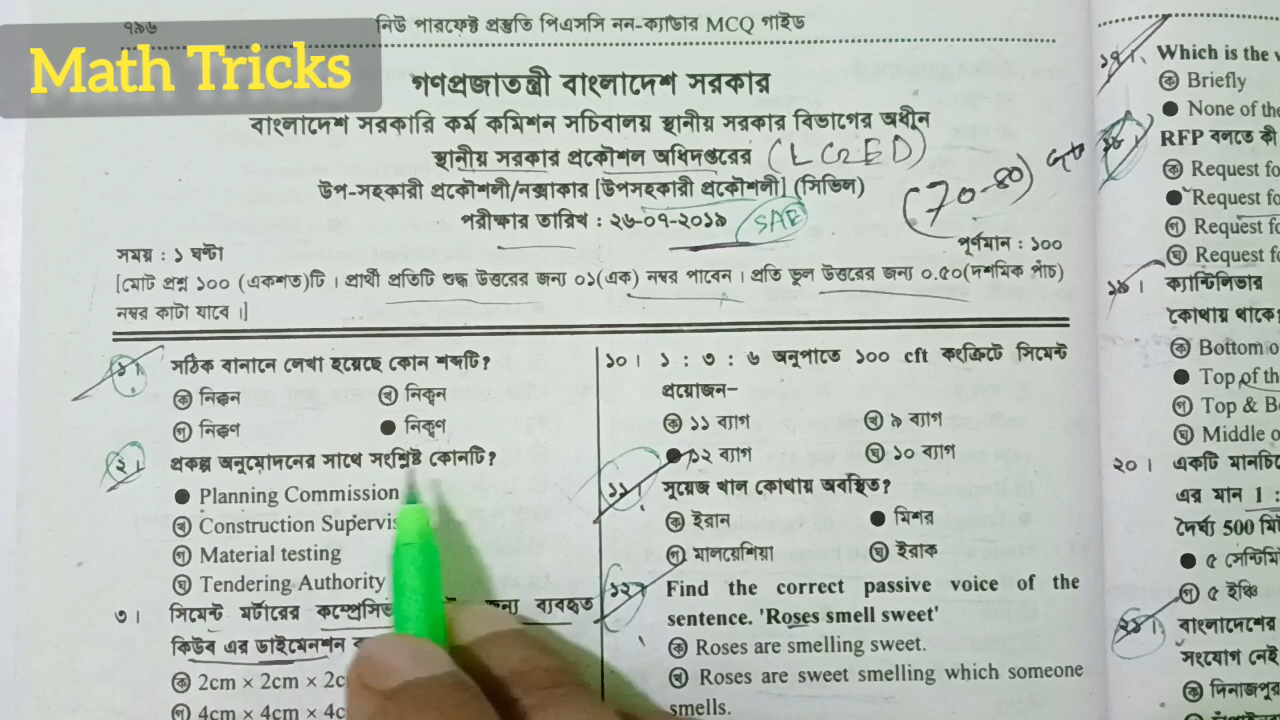 ৭৯৬
নিউ পারফেক্ট প্রস্তুতি পিএসসি নন-ক্যাডার MCQ গাইড
Math Tricks
গণপ্রজাতন্ত্রী বাংলাদেশ সরকার
বাংলাদেশ সরকারি কর্ম কমিশন সচিবালয় স্থানীয় সরকার বিভাগের অধীন
স্থানীয় সরকার প্রকৌশল অধিদপ্তরের (LGED)
উপ-সহকারী প্রকৌশলী/নক্সাকার [উপসহকারী প্রকৌশলী] (সিভিল)
(70-80)
পরীক্ষার তারিখ : ২৬-০৭-২০১৯ SAE
সময় : ১ ঘন্টা
পূর্ণমান : ১০০
[মোট প্রশ্ন ১০০ (একশত)টি । প্রার্থী প্রতিটি শুদ্ধ উত্তরের জন্য ০১(এক) নম্বর পাবেন । প্রতি ভুল উত্তরের জন্য ০.৫০(দশমিক পাঁচ)
নম্বর কাটা যাবে ।]
১। সঠিক বানানে লেখা হয়েছে কোন শব্দটি?
ক
খ
গ
২। প্রকল্প অনুমোদনের সাথে সংশ্লিষ্ট কোনটি?
Planning Commission
খ Construction Supervis
গ Material testing
ঘ Tendering Authority
৩। সিমেন্ট মর্টারের কম্প্রেসিভ জন্য ব্যবহৃত
কিউব এর ডাইমেনশন
ক 2cm × 2cm × 2c
গ 4cm × 4cm × 4c
১০। ১ : ৩ : ৬ অনুপাতে ১০০ cft কংক্রিটে সিমেন্ট
প্রয়োজন-
ক ১১ ব্যাগ খ ৯ ব্যাগ
১২ ব্যাগ ঘ ১০ ব্যাগ
১১। সুয়েজ খাল কোথায় অবস্থিত?
ক ইরান মিশর
গ মালয়েশিয়া ঘ ইরাক
১২। Find the correct passive voice of the
sentence. 'Roses smell sweet'
ক Roses are smelling sweet.
খ Roses are sweet smelling which someone
smells.
১৭। Which is the
ক Briefly
None of the
১৮। RFP বলতে কী
ক Request fo
Request fo
গ Request fo
ঘ Request fo
১৯। ক্যান্টিলিভার
কোথায় থাকে?
ক Bottom o
Top of th
গ Top & Bo
ঘ Middle o
২০। একটি মানচি
এর মান 1 :
দৈর্ঘ্য 500 মি
৫ সেন্টিমি
গ ৫ ইঞ্চি
২১। বাংলাদেশের
সংযোগ নেই
ক দিনাজপুর